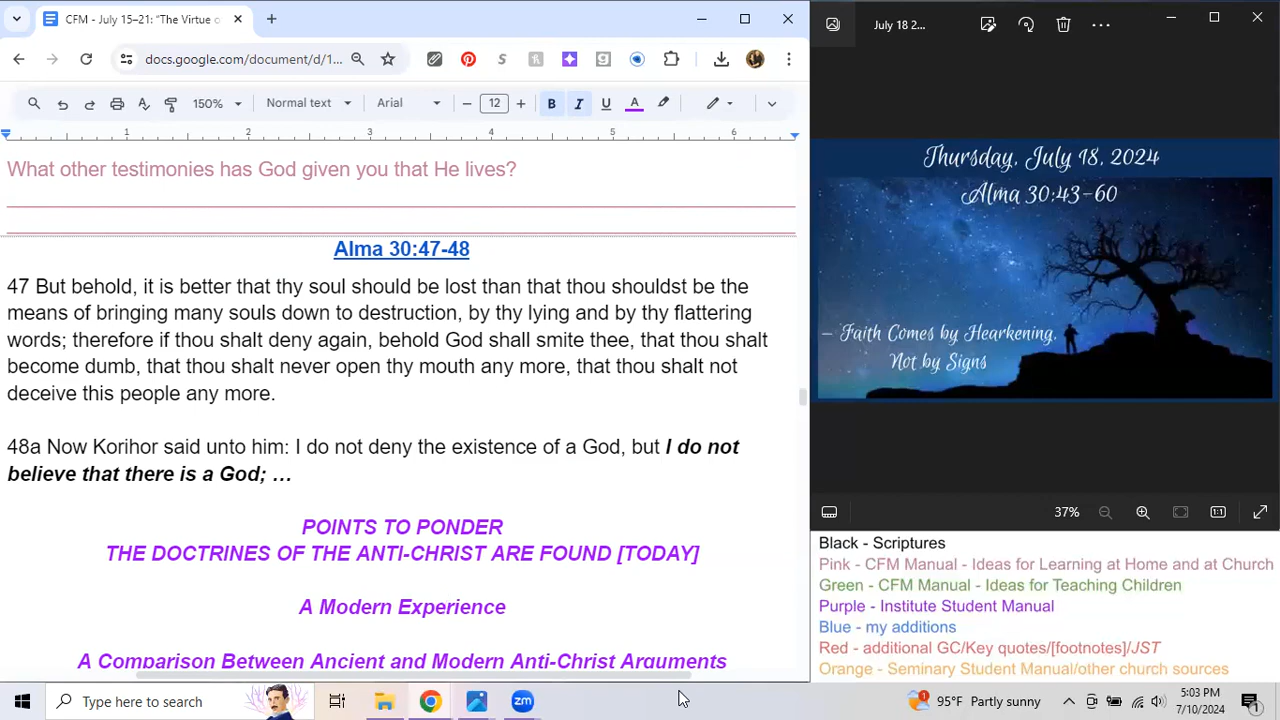 CFM - July 15–21: "The Virtue o
docs.google.com/document/d/1...
150%
Normal text
Arial
12
B
I
U
A
1
2
3
4
5
6
What other testimonies has God given you that He lives?
Alma 30:47-48
47 But behold, it is better that thy soul should be lost than that thou shouldst be the
means of bringing many souls down to destruction, by thy lying and by thy flattering
words; therefore if thou shalt deny again, behold God shall smite thee, that thou shalt
become dumb, that thou shalt never open thy mouth any more, that thou shalt not
deceive this people any more.
48a Now Korihor said unto him: I do not deny the existence of a God, but I do not
believe that there is a God; …
POINTS TO PONDER
THE DOCTRINES OF THE ANTI-CHRIST ARE FOUND [TODAY]
A Modern Experience
A Comparison Between Ancient and Modern Anti-Christ Arguments
July 18 2...
Thursday, July 18, 2024
Alma 30:43–60
– Faith Comes by Hearkening,
Not by Signs
37%
1:1
Black - Scriptures
Pink - CFM Manual - Ideas for Learning at Home and at Church
Green - CFM Manual - Ideas for Teaching Children
Purple - Institute Student Manual
Blue - my additions
Red - additional GC/Key quotes/[footnotes]/JST
Orange - Seminary Student Manual/other church sources
Type here to search
zm
1
95°F Partly sunny
5:03 PM
7/10/2024
1